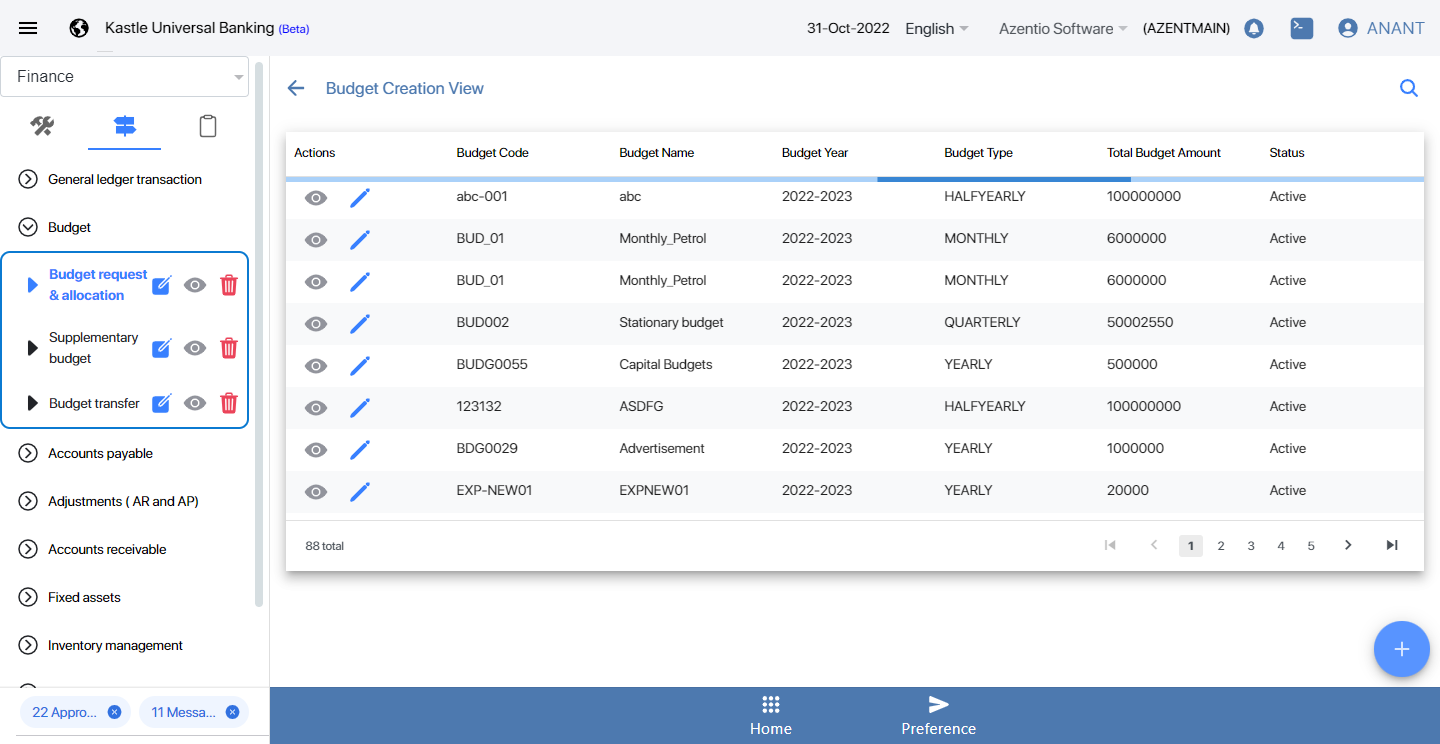 Kastle Universal Banking (Beta)
31-Oct-2022 English Azentio Software (AZENTMAIN) ANANT
Finance
General ledger transaction
Budget
Budget request
& allocation
Supplementary
budget
Budget transfer
Accounts payable
Adjustments ( AR and AP)
Accounts receivable
Fixed assets
Inventory management
22 Appro...
11 Messa...
Budget Creation View
Actions Budget Code Budget Name Budget Year Budget Type Total Budget Amount Status
abc-001 abc 2022-2023 HALFYEARLY 100000000 Active
BUD_01 Monthly_Petrol 2022-2023 MONTHLY 6000000 Active
BUD_01 Monthly_Petrol 2022-2023 MONTHLY 6000000 Active
BUD002 Stationary budget 2022-2023 QUARTERLY 50002550 Active
BUDG0055 Capital Budgets 2022-2023 YEARLY 500000 Active
123132 ASDFG 2022-2023 HALFYEARLY 100000000 Active
BDG0029 Advertisement 2022-2023 YEARLY 1000000 Active
EXP-NEW01 EXPNEW01 2022-2023 YEARLY 20000 Active
88 total
1 2 3 4 5
Home
Preference